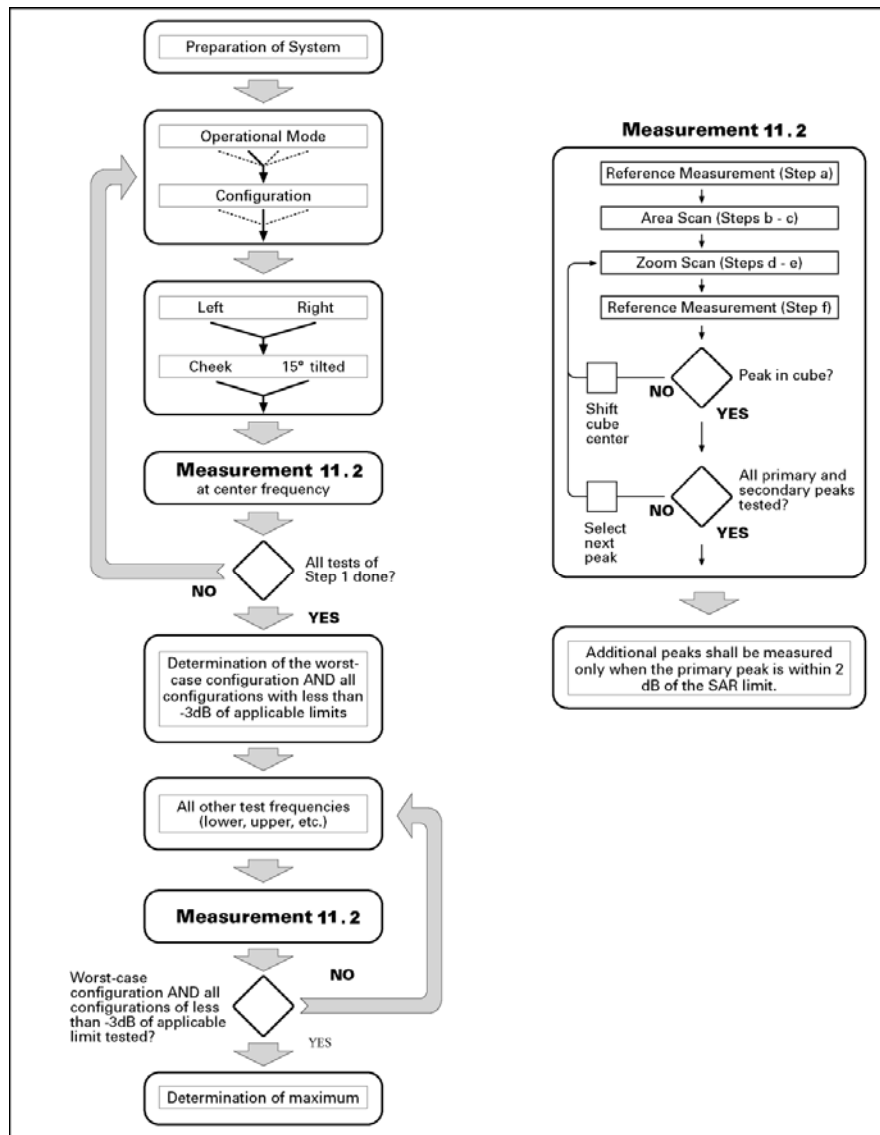 Preparation of System
Operational Mode
Configuration
Left Right
Cheek 15° tilted
Measurement 11.2
at center frequency
All tests of
Step 1 done?
NO
YES
Determination of the worst-
case configuration AND all
configurations with less than
-3dB of applicable limits
All other test frequencies
(lower, upper, etc.)
Measurement 11.2
NO
Worst-case
configuration AND all
configurations of less
than -3dB of applicable
limit tested?
YES
Determination of maximum
Measurement 11.2
Reference Measurement (Step a)
Area Scan (Steps b - c)
Zoom Scan (Steps d - e)
Reference Measurement (Step f)
Peak in cube?
NO
YES
Shift
cube
center
All primary and
secondary peaks
tested?
NO
YES
Select
next
peak
Additional peaks shall be measured
only when the primary peak is within 2
dB of the SAR limit.